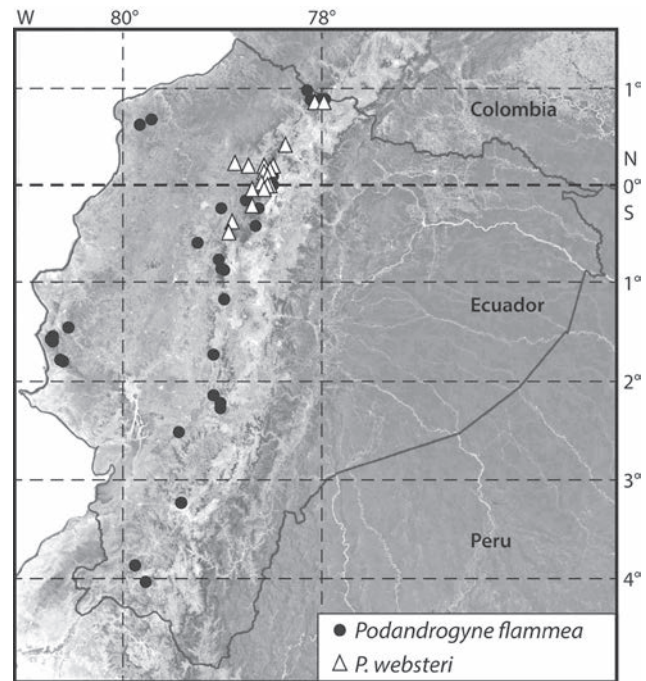 W 80° 78°
1°
Colombia
N
0°
S
Ecuador
1°
2°
3°
Peru
4°
● Podandrogyne flammea
△ P. websteri